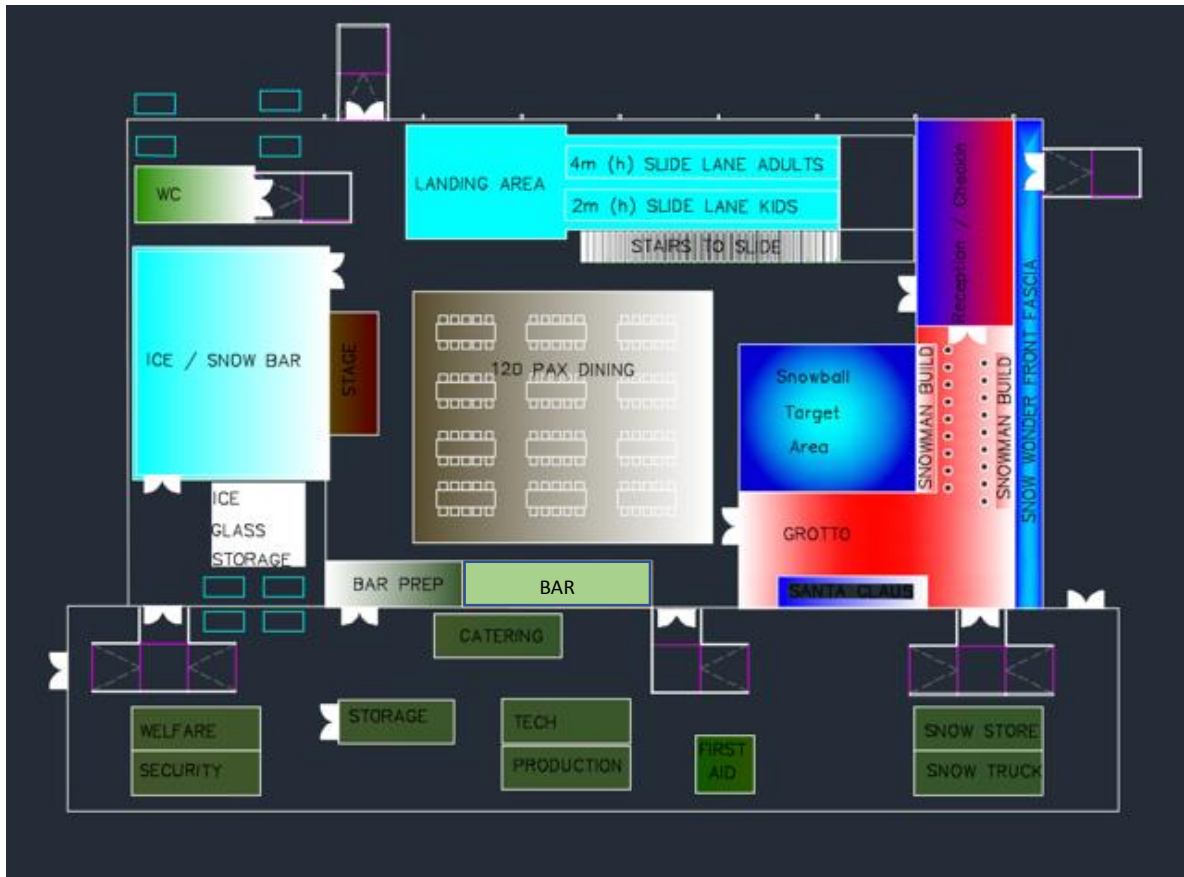 WC
LANDING AREA
4m (h) SLIDE LANE ADULTS
2m (h) SLIDE LANE KIDS
STAIRS TO SLIDE
Reception / Checkin
SNOW WONDER FRONT FASCIA
ICE / SNOW BAR
STAGE
120 PAX DINING
Snowball
Target
Area
SNOWMAN BUILD
SNOWMAN BUILD
ICE
GLASS
STORAGE
GROTTO
BAR PREP
BAR
SANTA CLAUS
CATERING
WELFARE
SECURITY
STORAGE
TECH
PRODUCTION
FIRST
AID
SNOW STORE
SNOW TRUCK